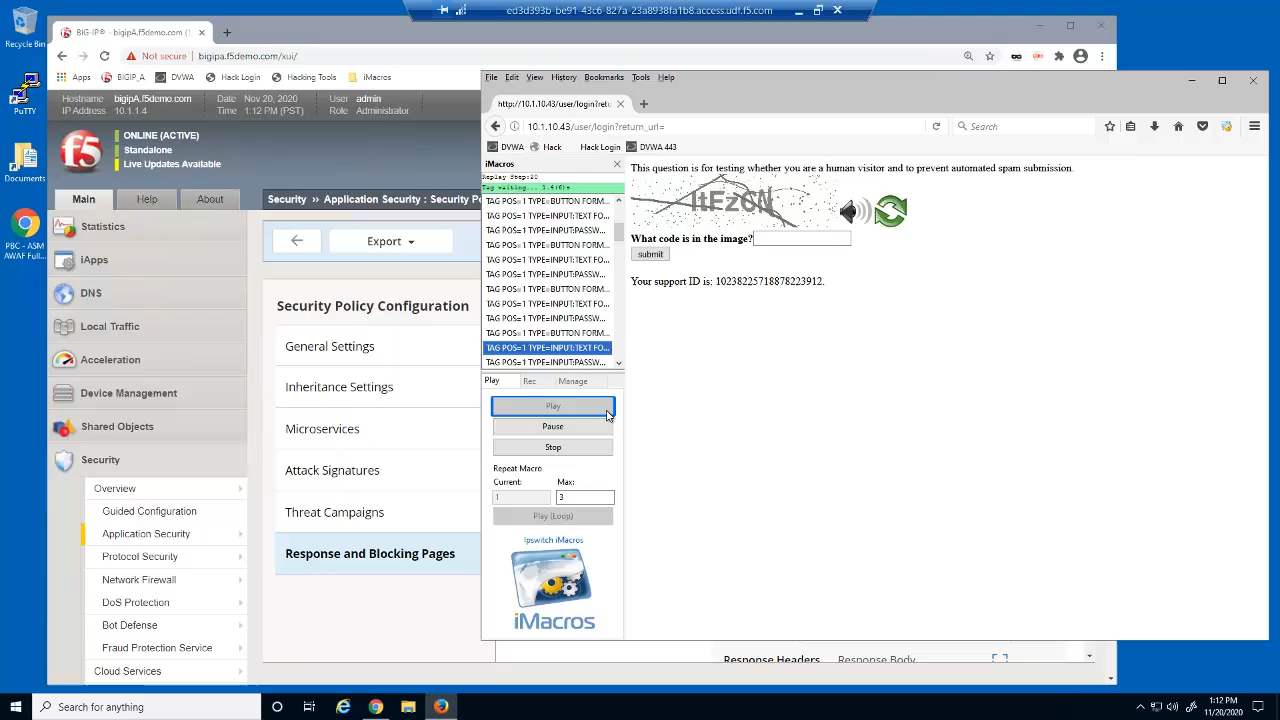 ed3d393b-be91-43c6-827a-23a8938fa1b8.access.udf.f5.com
Recycle Bin
PuTTY
Documents
PBC - ASM
AWAF Full...
BIG-IP® - bigipA.f5demo.com (1
Not secure
bigipa.f5demo.com/xui/
Apps
BIGIP_A
DVWA
Hack Login
Hacking Tools
iMacros
Hostname bigipA.f5demo.com
IP Address 10.1.1.4
Date Nov 20, 2020
Time 1:12 PM (PST)
User admin
Role Administrator
f5
ONLINE (ACTIVE)
Standalone
Live Updates Available
Main
Help
About
Security ›› Application Security : Security Po
Statistics
iApps
DNS
Local Traffic
Acceleration
Device Management
Shared Objects
Security
Overview
Guided Configuration
Application Security
Protocol Security
Network Firewall
DoS Protection
Bot Defense
Fraud Protection Service
Cloud Services
Export
Security Policy Configuration
General Settings
Inheritance Settings
Microservices
Attack Signatures
Threat Campaigns
Response and Blocking Pages
Response Headers
Response Body
File
Edit
View
History
Bookmarks
Tools
Help
http://10.1.10.43/user/login?retu
10.1.10.43/user/login?return_url=
Search
DVWA
Hack
Hack Login
DVWA 443
iMacros
Replay Step:20
Tag waiting... 1.4(6)s
TAG POS=1 TYPE=BUTTON FORM...
TAG POS=1 TYPE=INPUT:TEXT FO...
TAG POS=1 TYPE=INPUT:PASSW...
TAG POS=1 TYPE=BUTTON FORM...
TAG POS=1 TYPE=INPUT:TEXT FO...
TAG POS=1 TYPE=INPUT:PASSW...
TAG POS=1 TYPE=BUTTON FORM...
TAG POS=1 TYPE=INPUT:TEXT FO...
TAG POS=1 TYPE=INPUT:PASSW...
TAG POS=1 TYPE=BUTTON FORM...
TAG POS=1 TYPE=INPUT:TEXT FO...
TAG POS=1 TYPE=INPUT:PASSW...
Play
Rec
Manage
Play
Pause
Stop
Repeat Macro
Current:
Max:
1
3
Play (Loop)
Ipswitch iMacros
iMacros
This question is for testing whether you are a human visitor and to prevent automated spam submission.
What code is in the image?
submit
Your support ID is: 10238225718878223912.
Search for anything
1:12 PM
11/20/2020